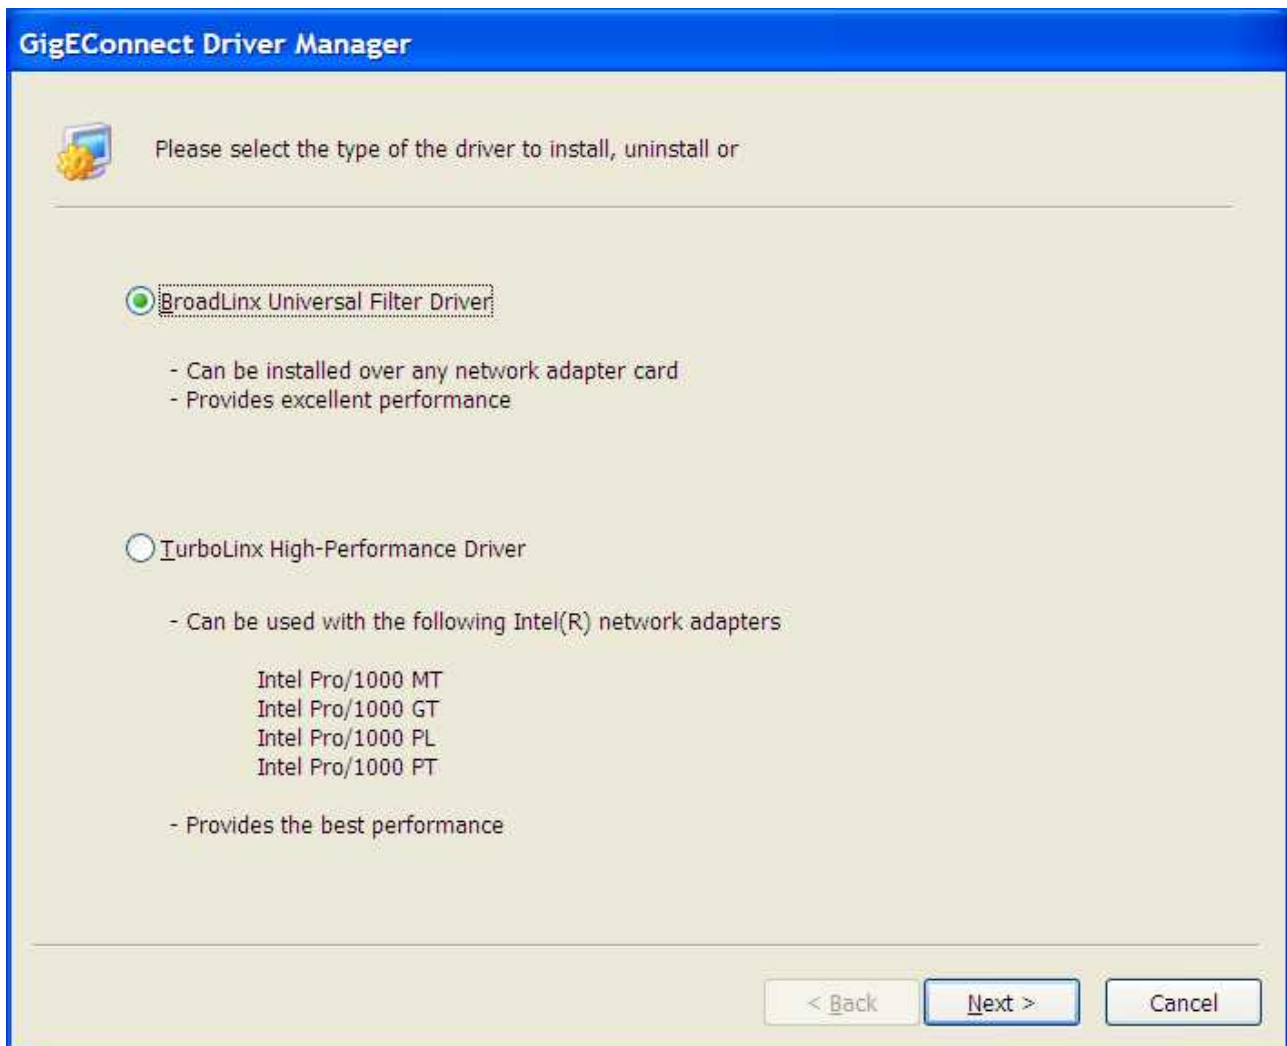 GigEConnect Driver Manager
Please select the type of the driver to install, uninstall or
BroadLinx Universal Filter Driver
- Can be installed over any network adapter card
- Provides excellent performance
TurboLinx High-Performance Driver
- Can be used with the following Intel(R) network adapters
Intel Pro/1000 MT
Intel Pro/1000 GT
Intel Pro/1000 PL
Intel Pro/1000 PT
- Provides the best performance
< Back
Next >
Cancel